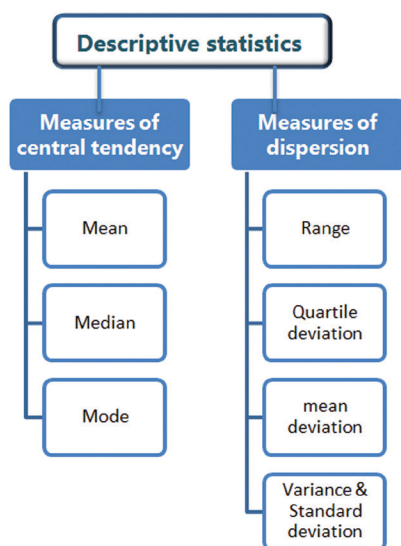 Descriptive statistics
Measures of
central tendency
Mean
Median
Mode
Measures of
dispersion
Range
Quartile
deviation
mean
deviation
Variance &
Standard
deviation